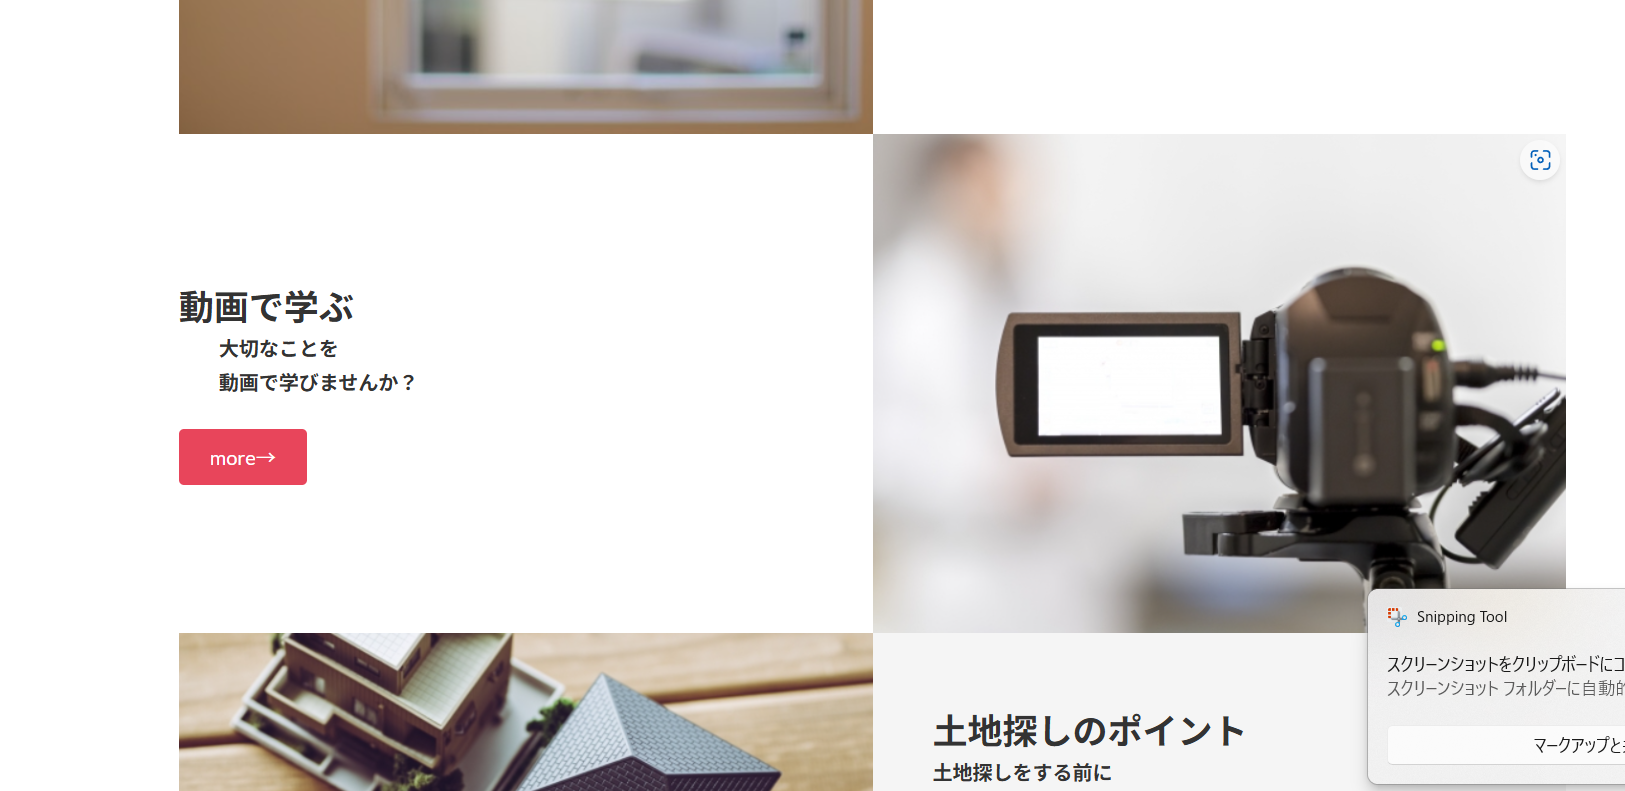 動画で学ぶ
大切なことを
動画で学びませんか？
more→
土地探しのポイント
土地探しをする前に
Snipping Tool
スクリーンショットをクリップボードにコ
スクリーンショット フォルダーに自動的
マークアップと